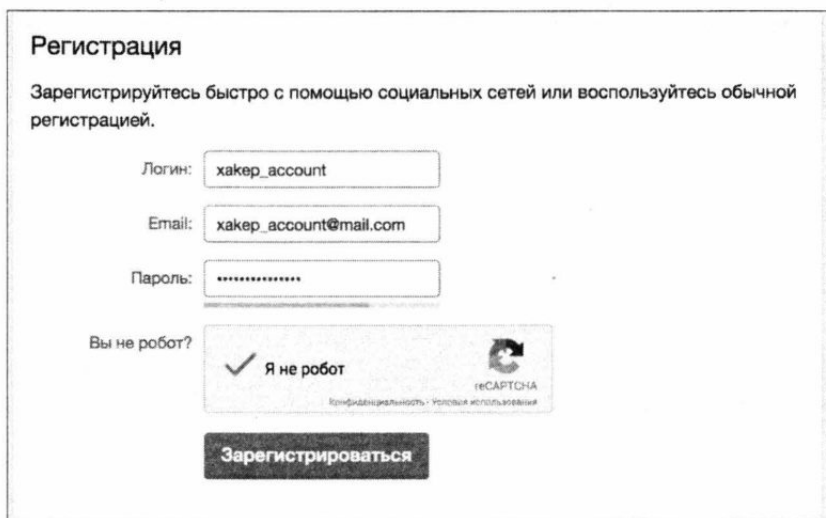 Регистрация
Зарегистрируйтесь быстро с помощью социальных сетей или воспользуйтесь обычной
регистрацией.
Логин: xakep_account
Email: xakep_account@mail.com
Пароль: •••••••••••••••
Вы не робот?
Я не робот
reCAPTCHA
Конфиденциальность - Условия использования
Зарегистрироваться